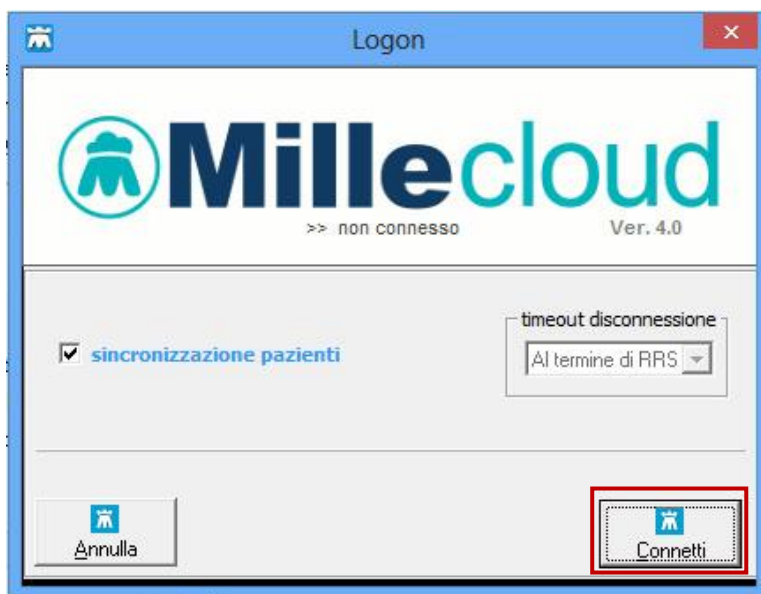 Logon
Millecloud
>> non connesso
Ver. 4.0
timeout disconnessione
sincronizzazione pazienti
Al termine di RRS
Annulla
Connetti